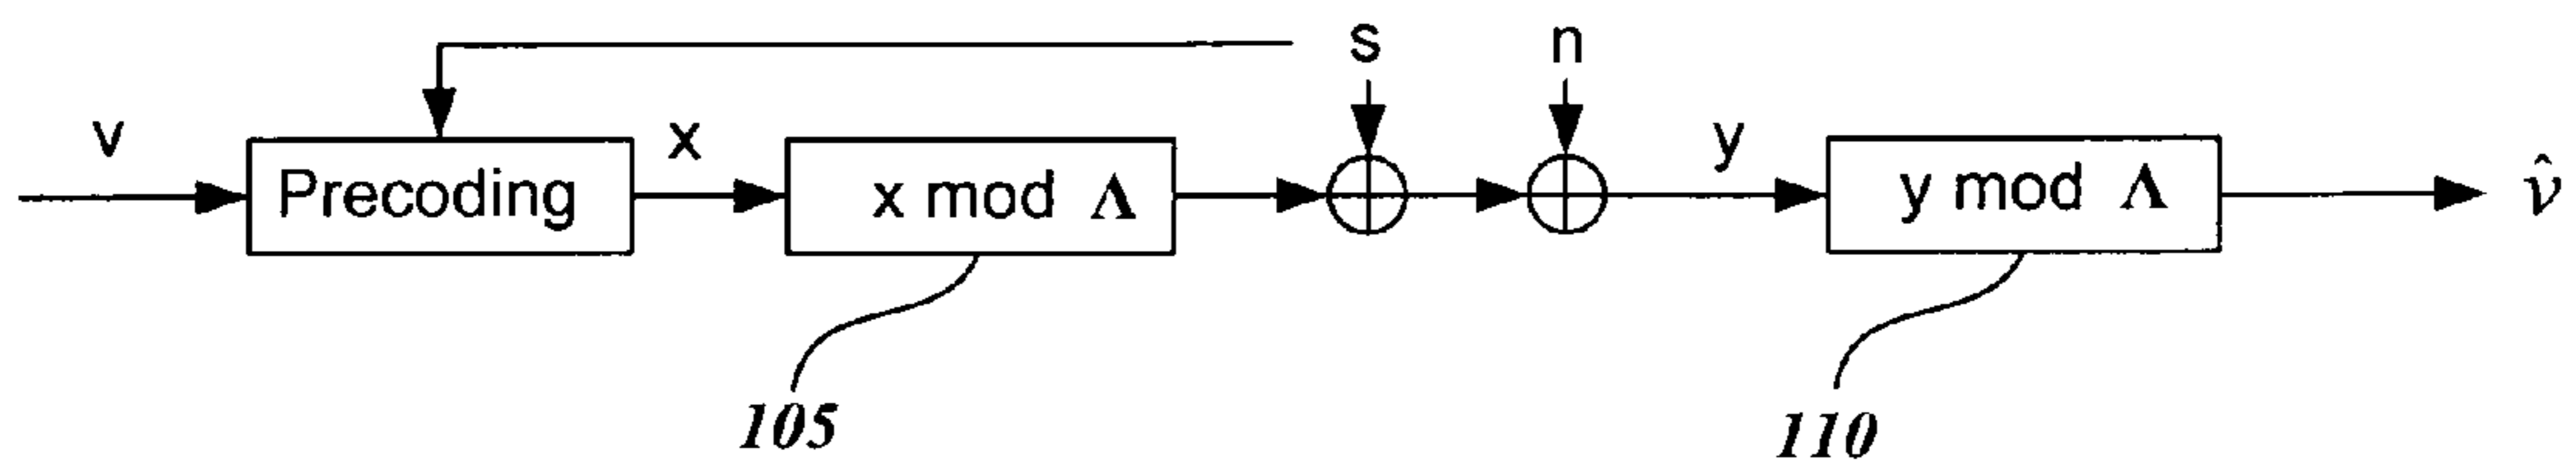 s n
v Precoding x x mod Λ y y mod Λ v̂
105 110